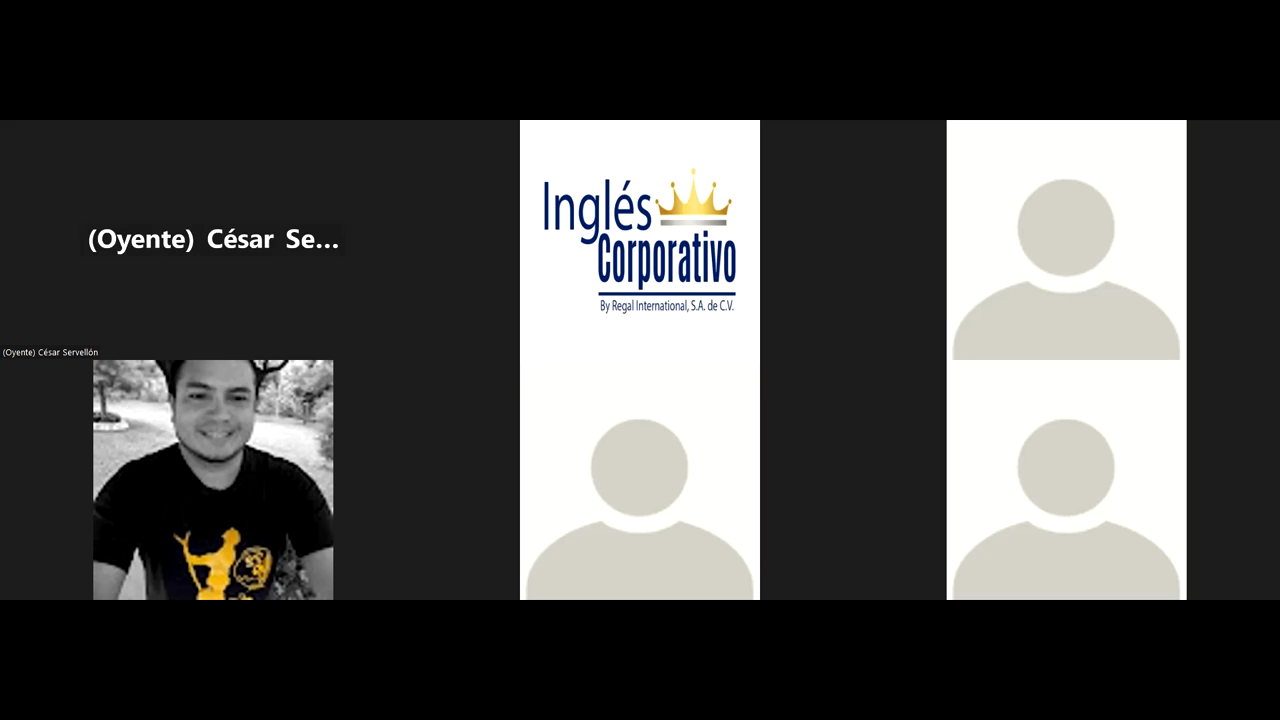 (Oyente) César Se...
Inglés
Corporativo
By Regal International, S.A. de C.V.
(Oyente) César Servellón